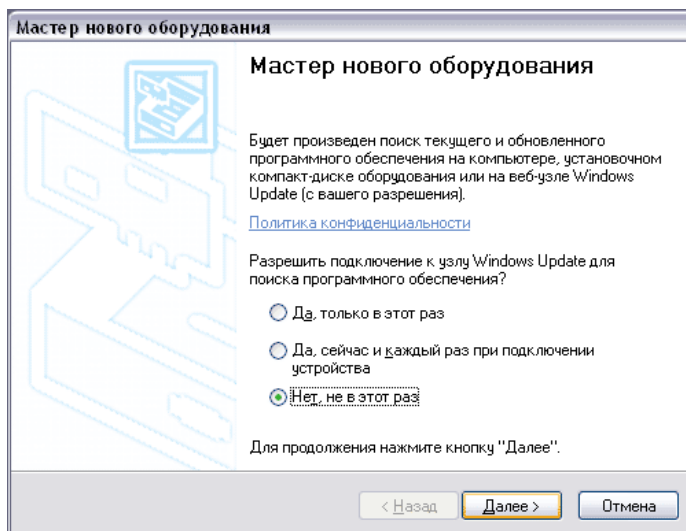 Мастер нового оборудования
Мастер нового оборудования
Будет произведен поиск текущего и обновленного
программного обеспечения на компьютере, установочном
компакт-диске оборудования или на веб-узле Windows
Update (с вашего разрешения).
Политика конфиденциальности
Разрешить подключение к узлу Windows Update для
поиска программного обеспечения?
Да, только в этот раз
Да, сейчас и каждый раз при подключении
устройства
Нет, не в этот раз
Для продолжения нажмите кнопку "Далее".
< Назад Далее > Отмена